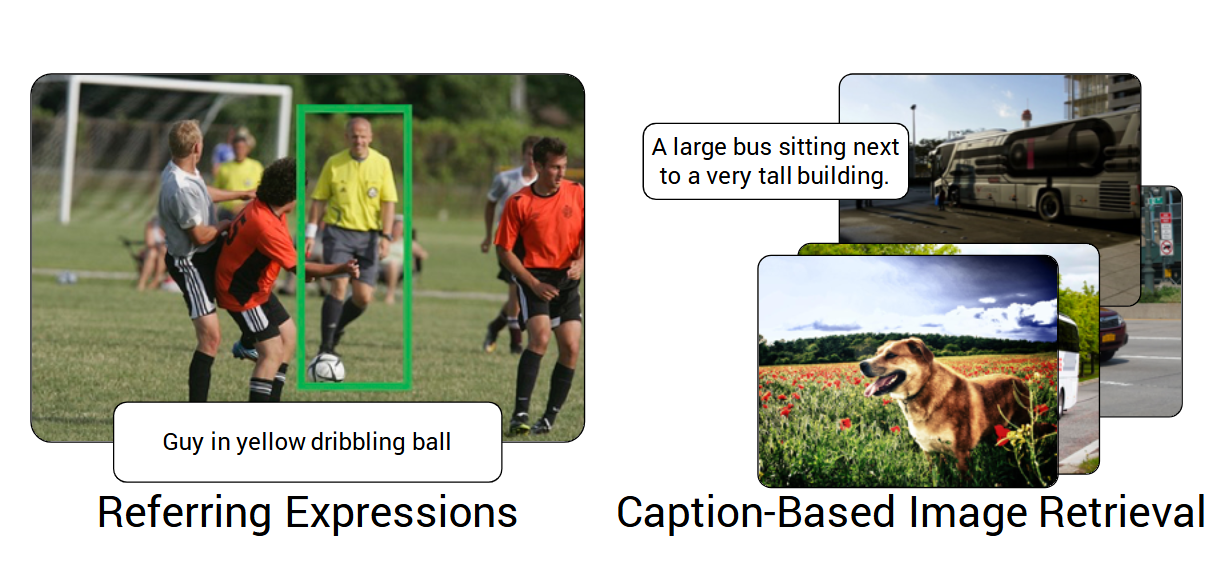 A large bus sitting next
to a very tall building.
Guy in yellow dribbling ball
Referring Expressions
Caption-Based Image Retrieval